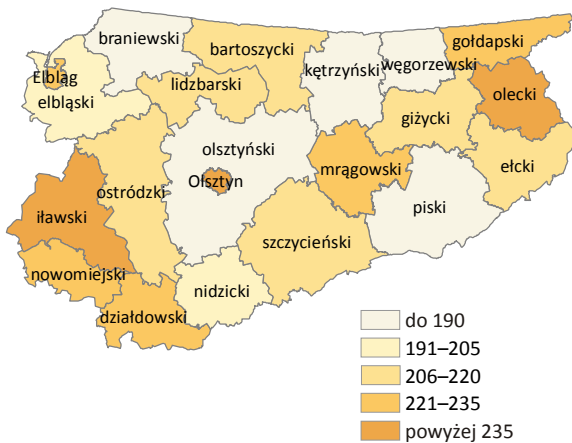 braniewski
bartoszycki
gołdapski
kętrzyński
węgorzewski
Elbląg
elbląski
lidzbarski
olecki
giżycki
olsztyński
ełcki
mrągowski
Olsztyn
ostródzki
iławski
piski
szczycieński
nowomiejski
nidzicki
działdowski
do 190
191–205
206–220
221–235
powyżej 235